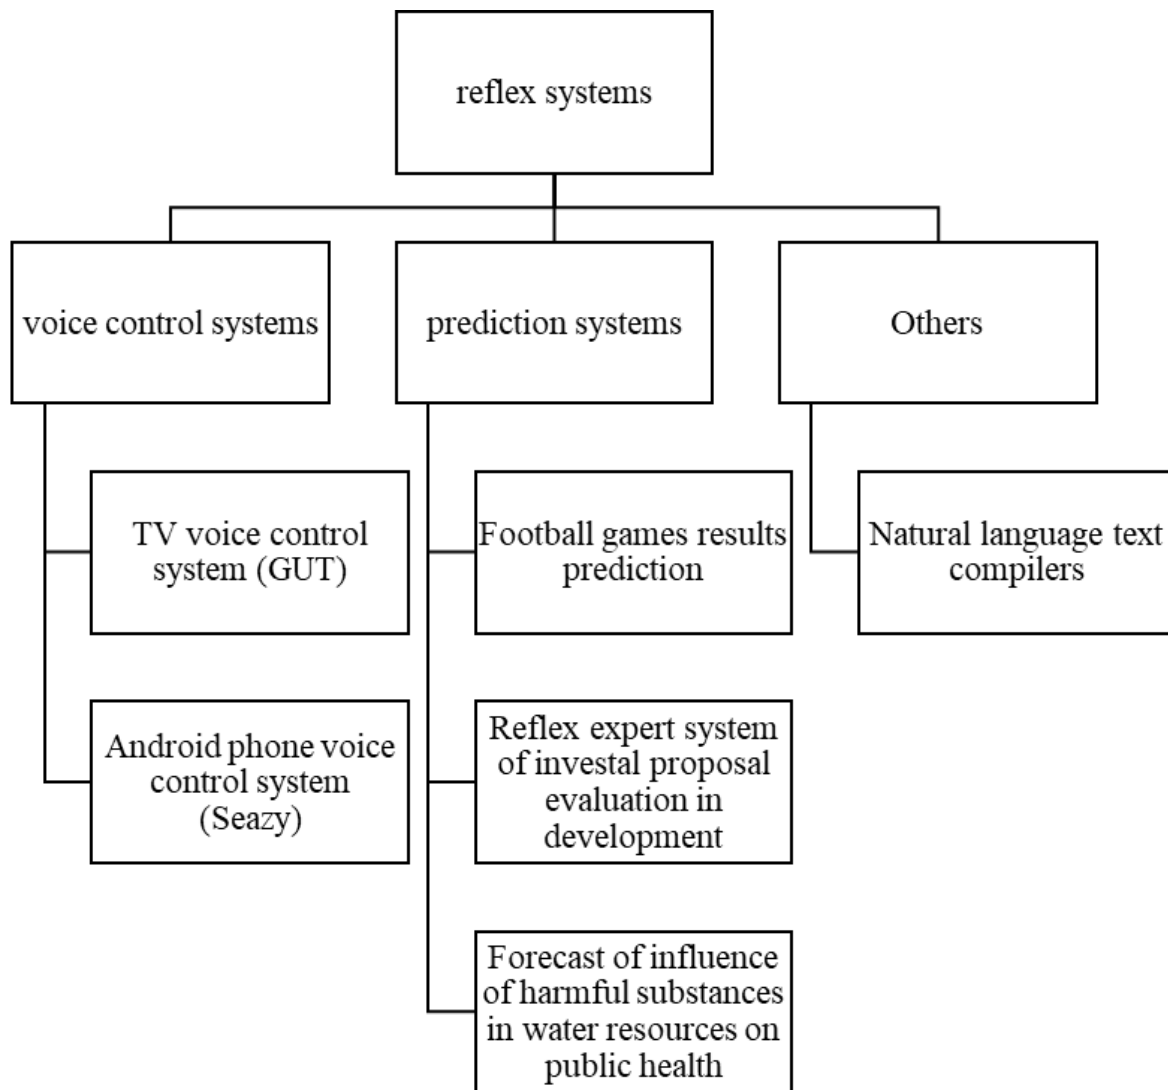 reflex systems
voice control systems
prediction systems
Others
TV voice control
system (GUT)
Football games results
prediction
Natural language text
compilers
Android phone voice
control system
(Seazy)
Reflex expert system
of investal proposal
evaluation in
development
Forecast of influence
of harmful substances
in water resources on
public health